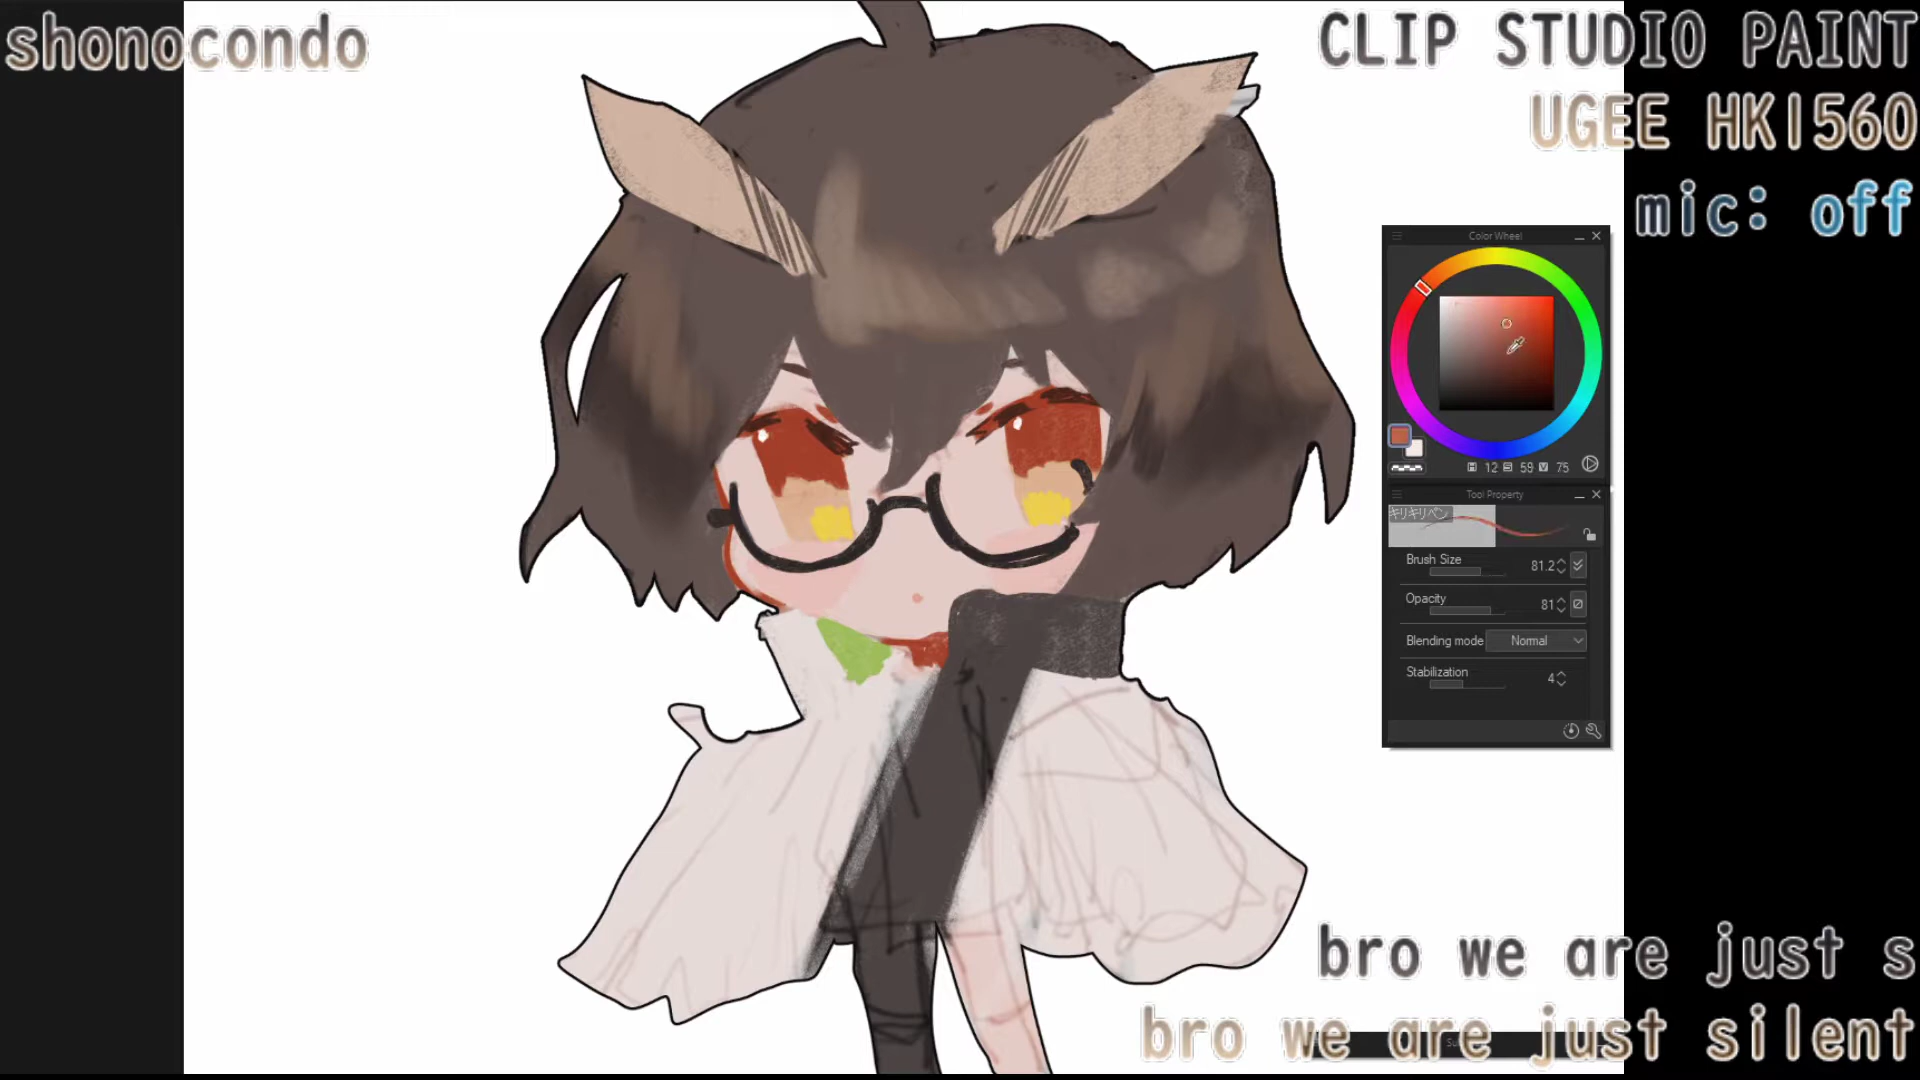 shonocondo
CLIP STUDIO PAINT
UGEE HK1560
mic: off
Color Wheel
H 12 S 59 V 75
Tool Property
キリキリペン
Brush Size 81.2
Opacity 81
Blending mode Normal
Stabilization 4
bro we are just s
bro we are just silent